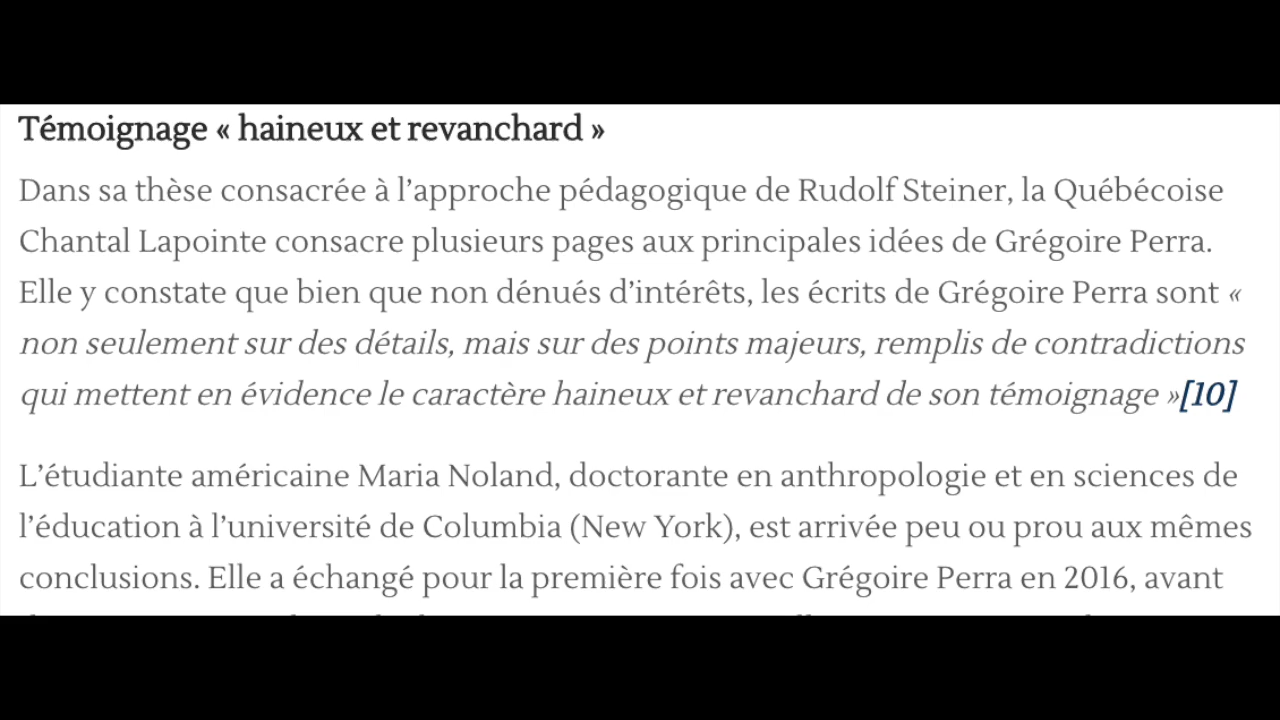 Témoignage « haineux et revanchard »
Dans sa thèse consacrée à l’approche pédagogique de Rudolf Steiner, la Québécoise
Chantal Lapointe consacre plusieurs pages aux principales idées de Grégoire Perra.
Elle y constate que bien que non dénués d’intérêts, les écrits de Grégoire Perra sont «
non seulement sur des détails, mais sur des points majeurs, remplis de contradictions
qui mettent en évidence le caractère haineux et revanchard de son témoignage »[10]
L’étudiante américaine Maria Noland, doctorante en anthropologie et en sciences de
l’éducation à l’université de Columbia (New York), est arrivée peu ou prou aux mêmes
conclusions. Elle a échangé pour la première fois avec Grégoire Perra en 2016, avant